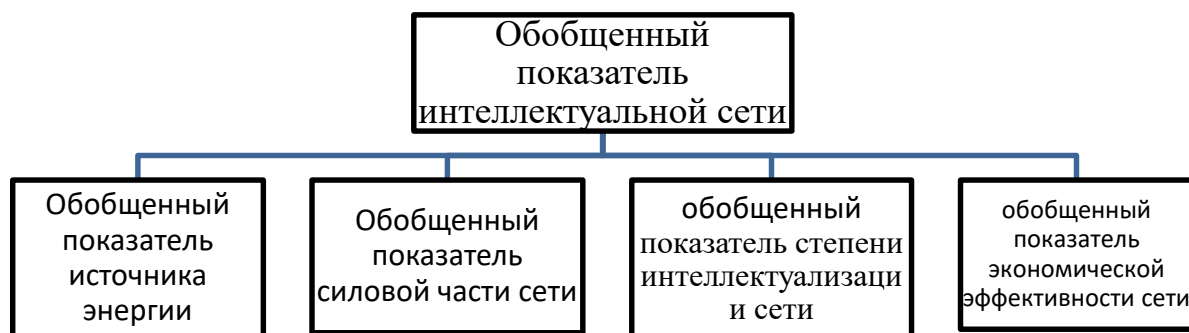 Обобщенный
показатель
интеллектуальной сети
Обобщенный
показатель
источника
энергии
Обобщенный
показатель
силовой части сети
обобщенный
показатель степени
интеллектуализаци
и сети
обобщенный
показатель
экономической
эффективности сети